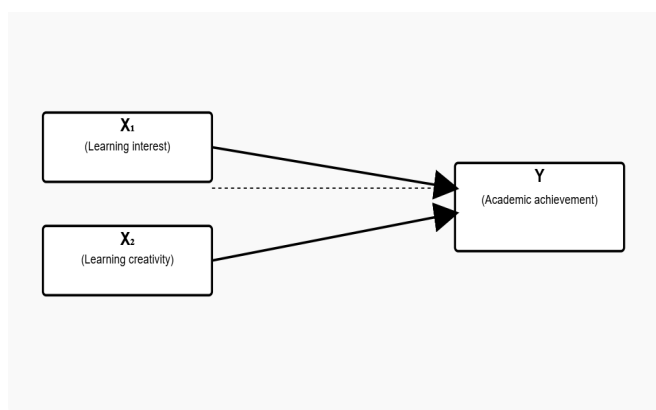 X₁
(Learning interest)
Y
(Academic achievement)
X₂
(Learning creativity)